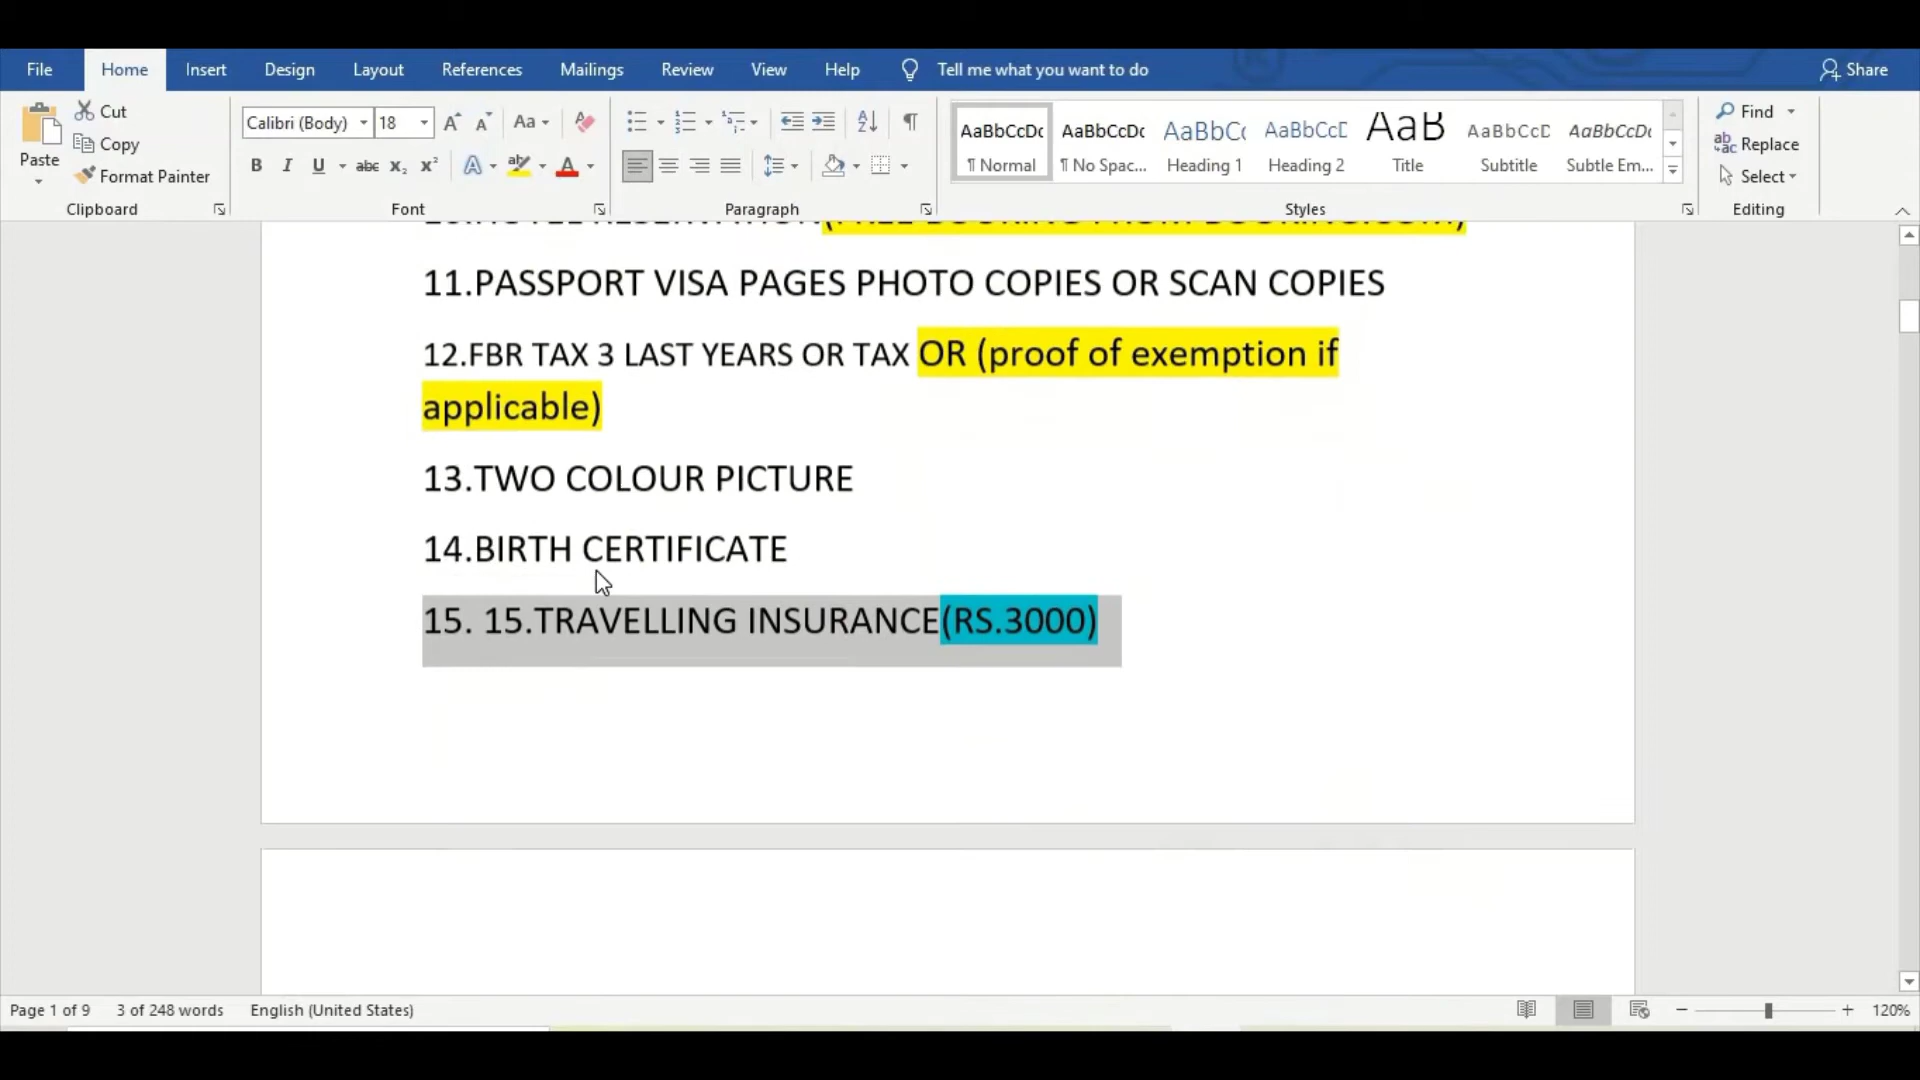 File Home Insert Design Layout References Mailings Review View Help Tell me what you want to do Share
Paste
Cut
Copy
Format Painter
Clipboard
Calibri (Body) 18
Font
Paragraph
AaBbCcDc AaBbCcDc AaBbCc AaBbCcD AaB AaBbCcD AaBbCcDc
¶ Normal ¶ No Spac... Heading 1 Heading 2 Title Subtitle Subtle Em...
Styles
Find
Replace
Select
Editing
11.PASSPORT VISA PAGES PHOTO COPIES OR SCAN COPIES
12.FBR TAX 3 LAST YEARS OR TAX OR (proof of exemption if
applicable)
13.TWO COLOUR PICTURE
14.BIRTH CERTIFICATE
15. 15.TRAVELLING INSURANCE(RS.3000)
Page 1 of 9 3 of 248 words English (United States) 120%